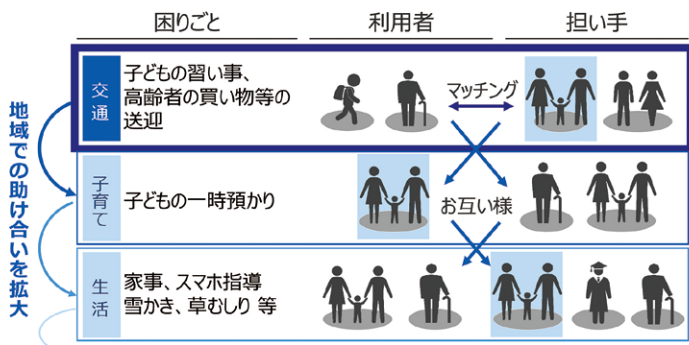 困りごと
利用者
担い手
地域での助け合いを拡大
交通
子どもの習い事、
高齢者の買い物等の
送迎
マッチング
子育て
子どもの一時預かり
お互い様
生活
家事、スマホ指導
雪かき、草むしり 等